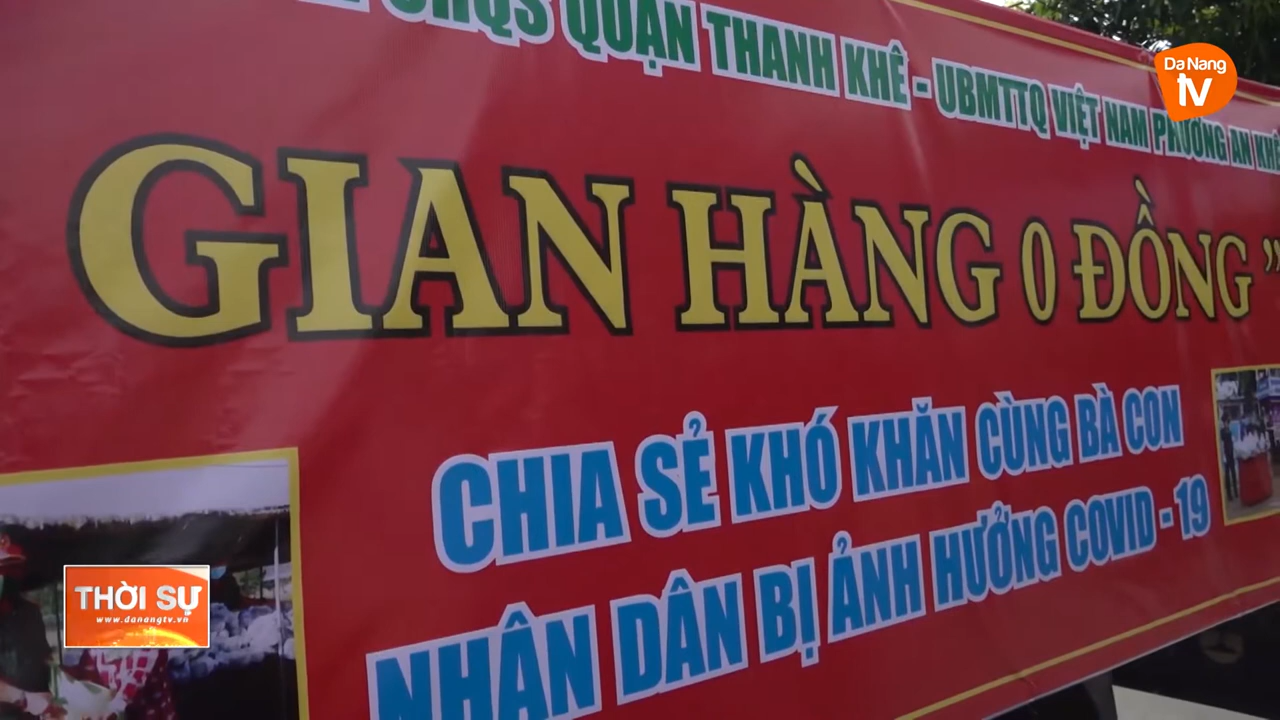 CHQS QUẬN THANH KHÊ - UBMTTQ VIỆT NAM PHƯỜNG AN KHÊ
Da Nang
tv
GIAN HÀNG 0 ĐỒNG ”
CHIA SẺ KHÓ KHĂN CÙNG BÀ CON
NHÂN DÂN BỊ ẢNH HƯỞNG COVID - 19
THỜI SỰ
www.danangtv.vn